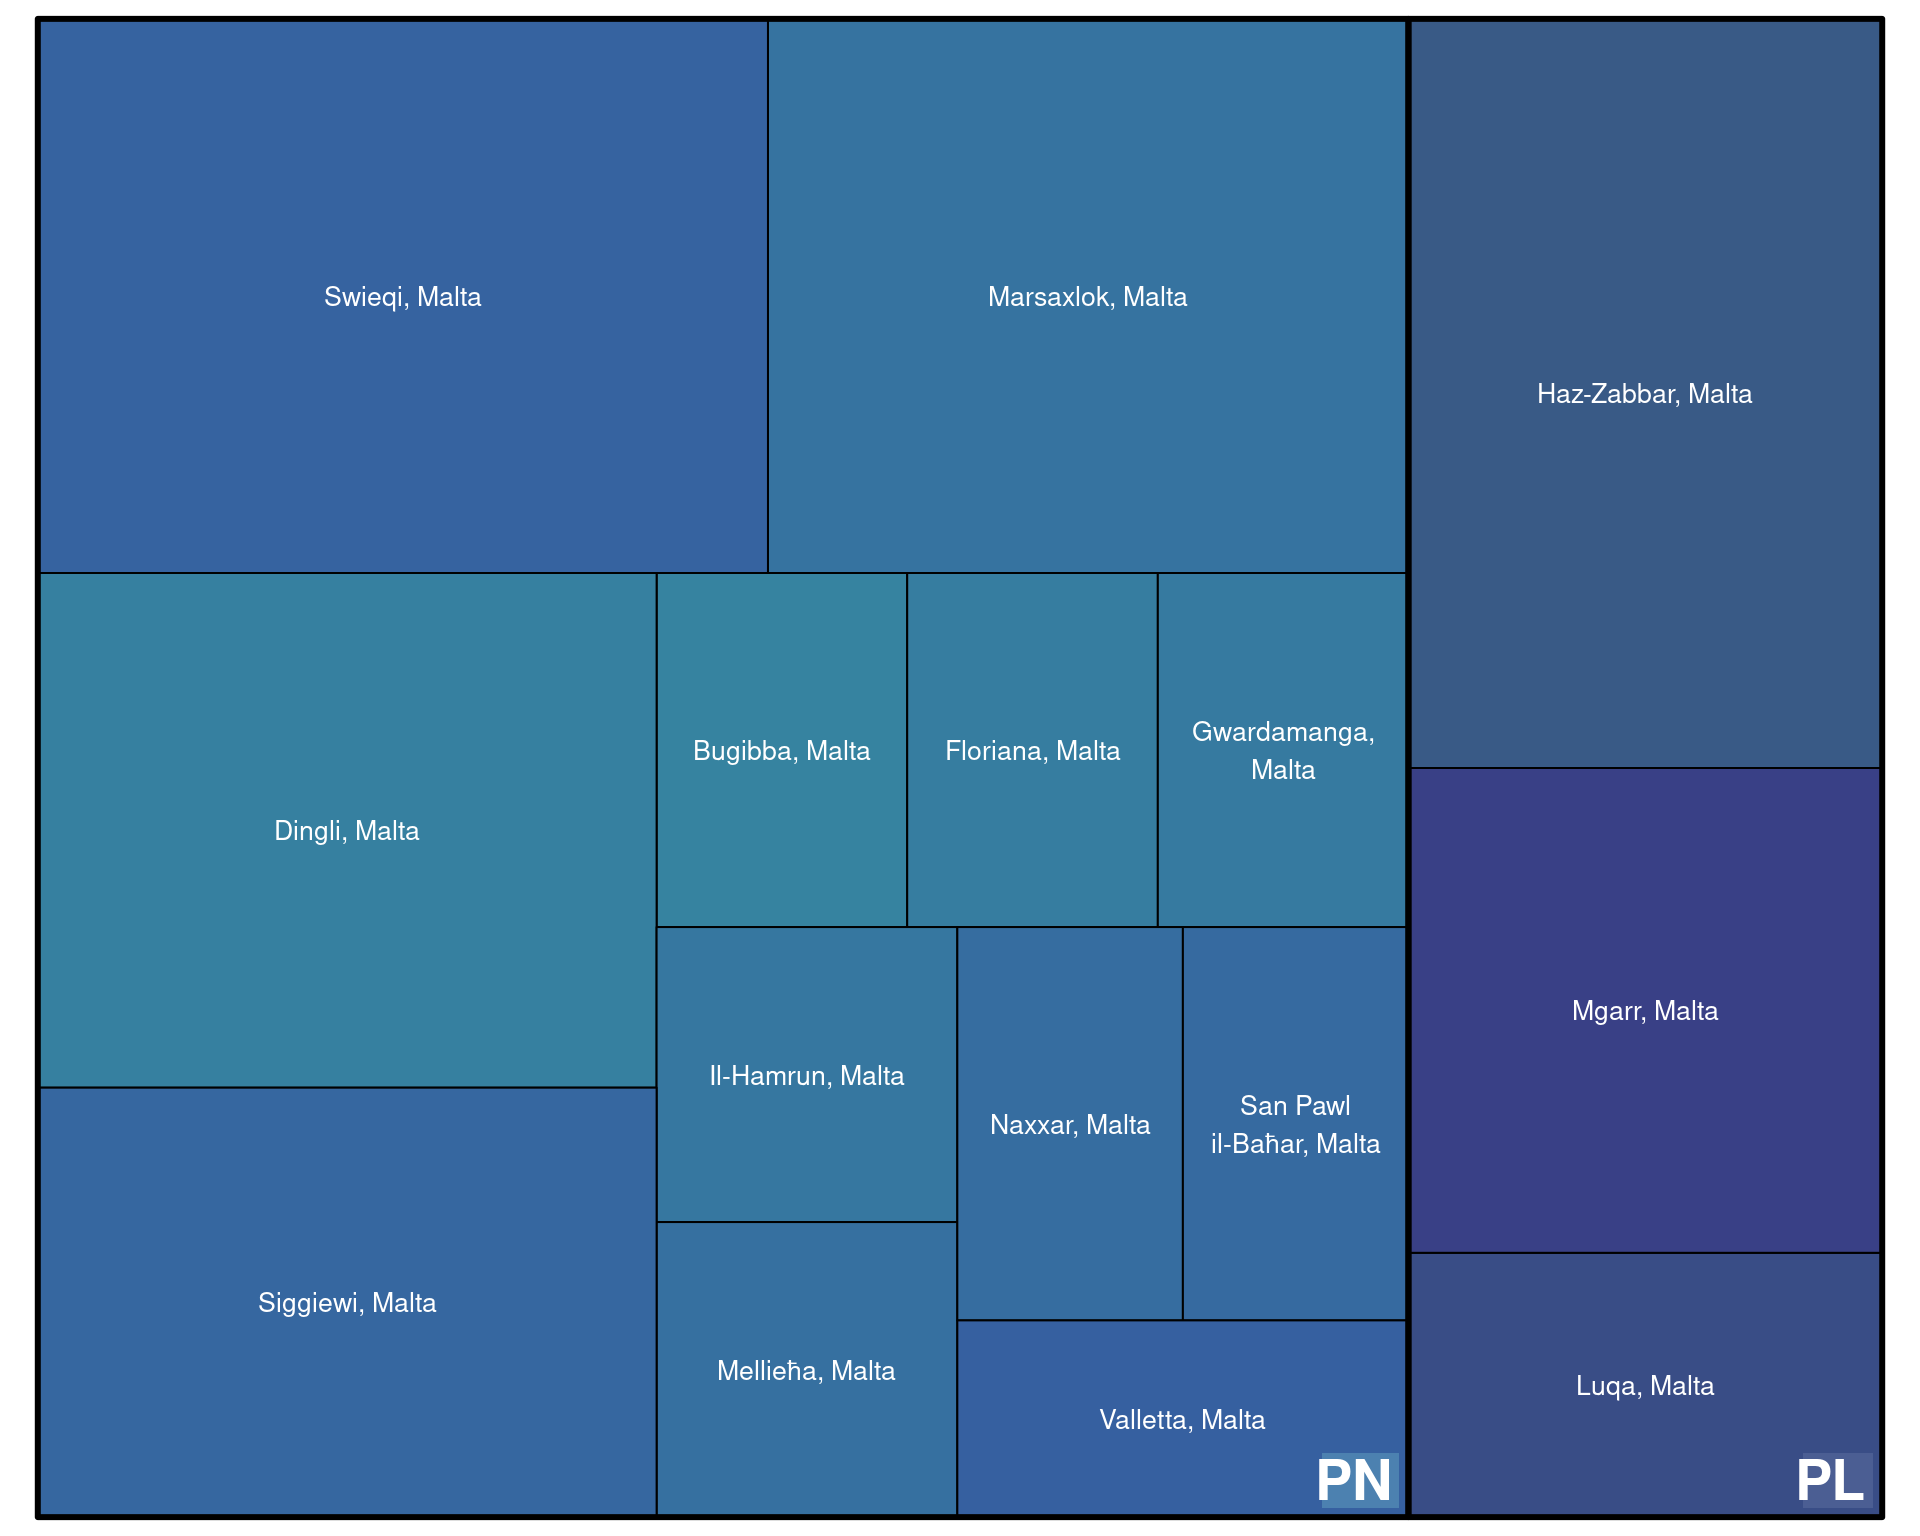 Swieqi, Malta
Marsaxlok, Malta
Haz-Zabbar, Malta
Dingli, Malta
Bugibba, Malta
Floriana, Malta
Gwardamanga,
Malta
Mgarr, Malta
Il-Hamrun, Malta
Naxxar, Malta
San Pawl
il-Baħar, Malta
Siggiewi, Malta
Mellieħa, Malta
Valletta, Malta
Luqa, Malta
PN
PL